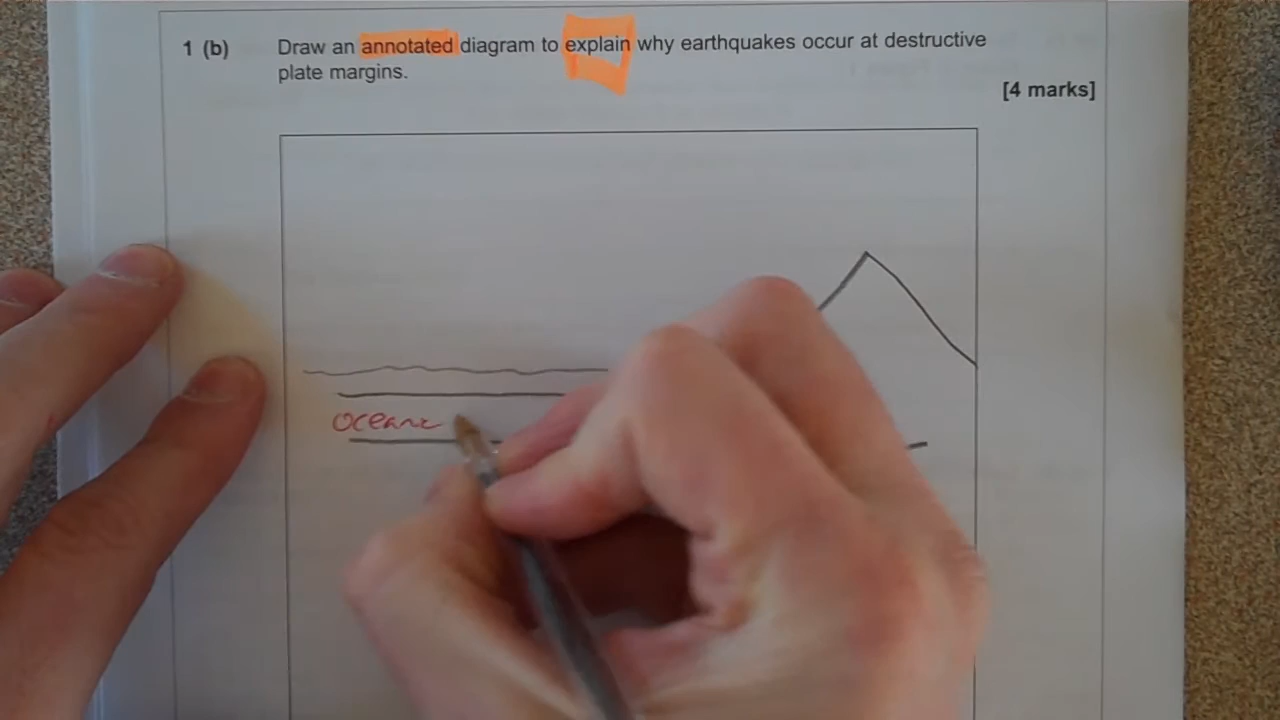 1 (b) Draw an annotated diagram to explain why earthquakes occur at destructive
plate margins.
[4 marks]
Oceanic